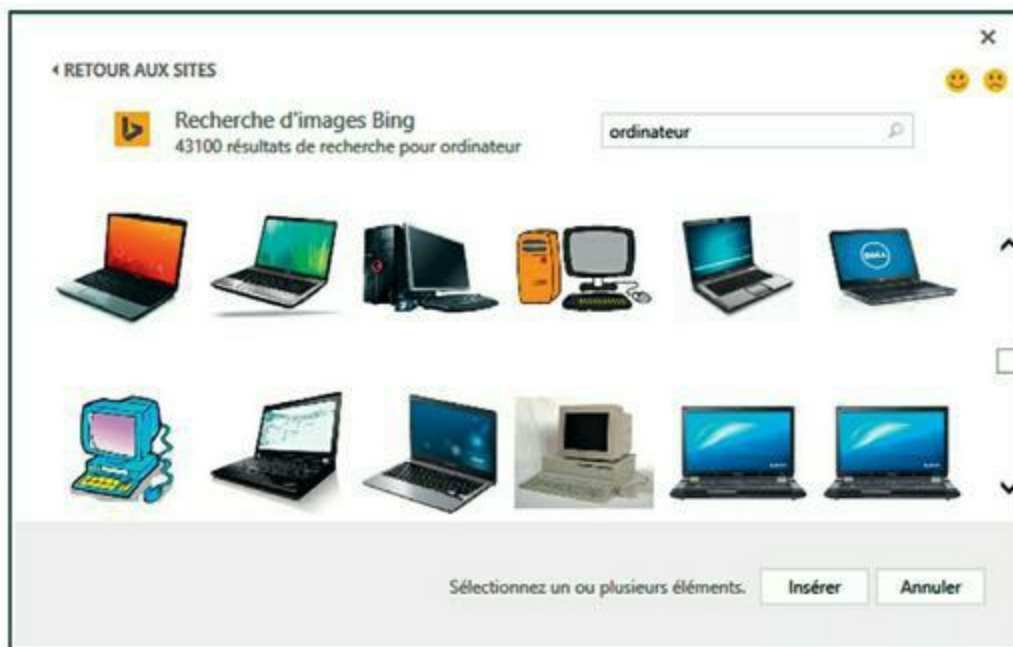 RETOUR AUX SITES
Recherche d'images Bing
43100 résultats de recherche pour ordinateur
ordinateur
DELL
Sélectionnez un ou plusieurs éléments.
Insérer
Annuler